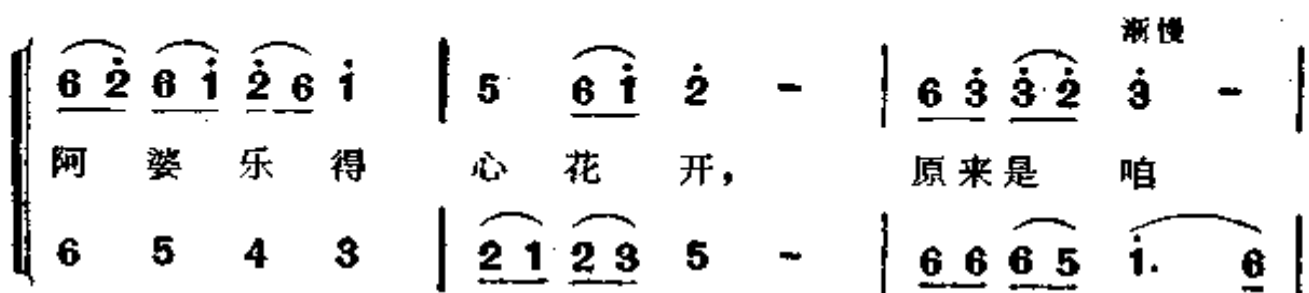 渐慢
6 2̇ 6 1̇ 2̇ 6 1̇ | 5 6 1̇ 2̇ - | 6 3̇ 3̇ 2̇ 3̇ - |
阿 婆 乐 得 心 花 开， 原 来 是 咱
6 5 4 3 | 2 1 2 3 5 - | 6 6 6 5 1̇. 6 |